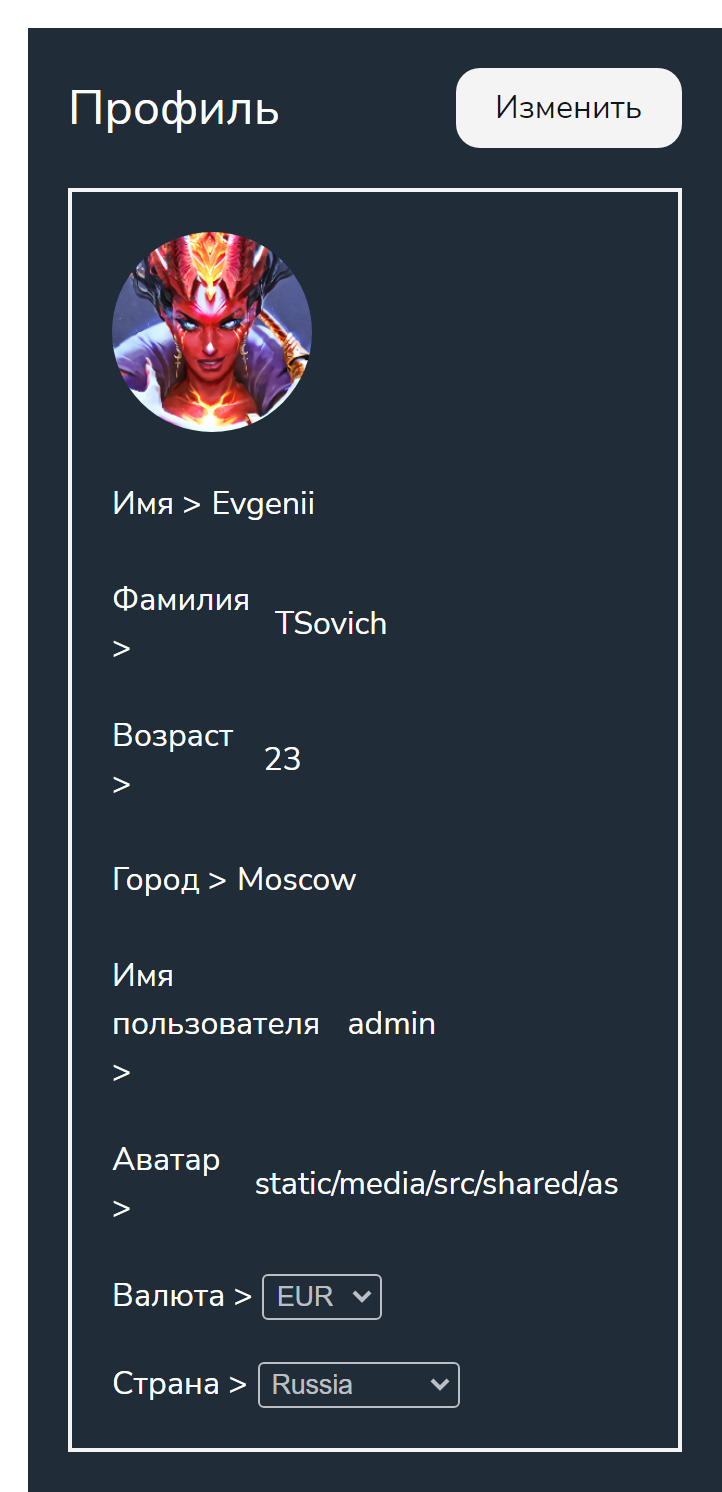 Профиль
Изменить
Имя > Evgenii
Фамилия
>
TSovich
Возраст
>
23
Город > Moscow
Имя
пользователя
>
admin
Аватар
>
static/media/src/shared/as
Валюта > EUR
Страна > Russia